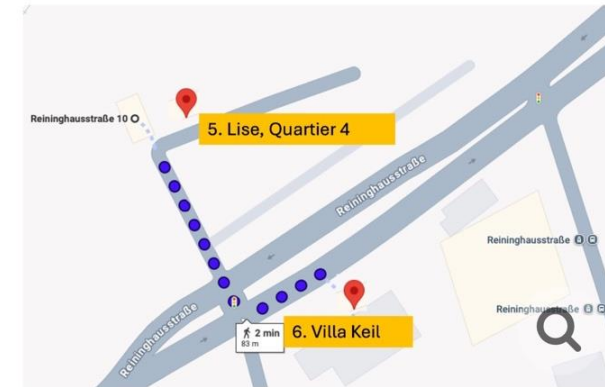 Reininghausstraße 10
5. Lise, Quartier 4
Reininghausstraße
Reininghausstraße
Reininghausstraße
Reininghausstraße
2 min
83 m
6. Villa Keil